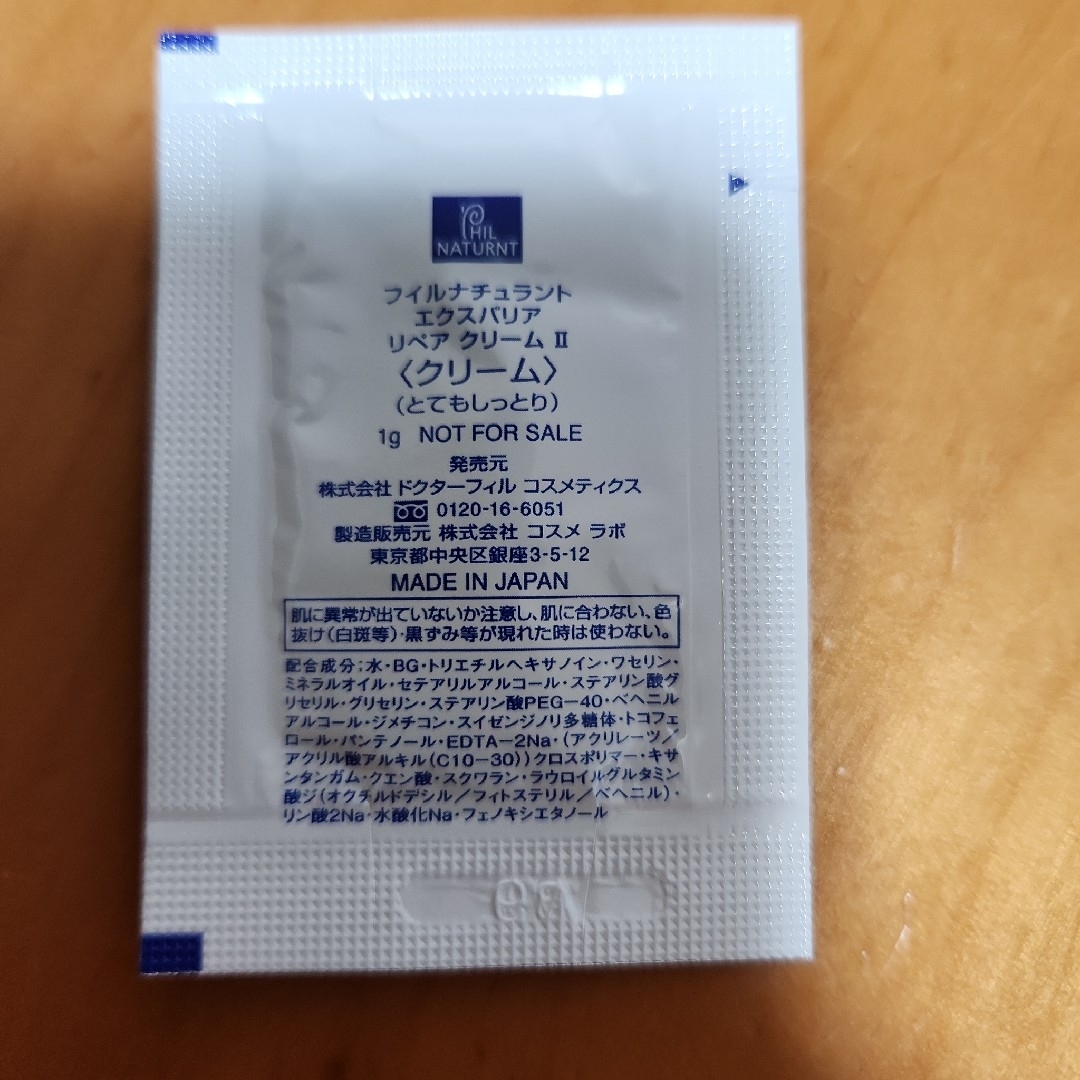 PHIL
NATURNT
フイルナチュラント
エクスバリア
リペア クリーム II
〈クリーム〉
(とてもしっとり)
1g NOT FOR SALE
発売元
株式会社 ドクターフィル コスメティクス
0120-16-6051
製造販売元 株式会社 コスメ ラボ
東京都中央区銀座3-5-12
MADE IN JAPAN
肌に異常が出ていないか注意し、肌に合わない、色
抜け(白斑等)・黒ずみ等が現れた時は使わない。
配合成分;水・BG・トリエチルヘキサノイン・ワセリン・
ミネラルオイル・セテアリルアルコール・ステアリン酸グ
リセリル・グリセリン・ステアリン酸PEG-40・ベヘニル
アルコール・ジメチコン・スイゼンジノリ多糖体・トコフェ
ロール・パンテノール・EDTA-2Na・(アクリレーツ/
アクリル酸アルキル(C10-30))クロスポリマー・キサ
ンタンガム・クエン酸・スクワラン・ラウロイルグルタミン
酸ジ(オクチルドデシル/フィトステリル/ベヘニル)・
リン酸2Na・水酸化Na・フェノキシエタノール